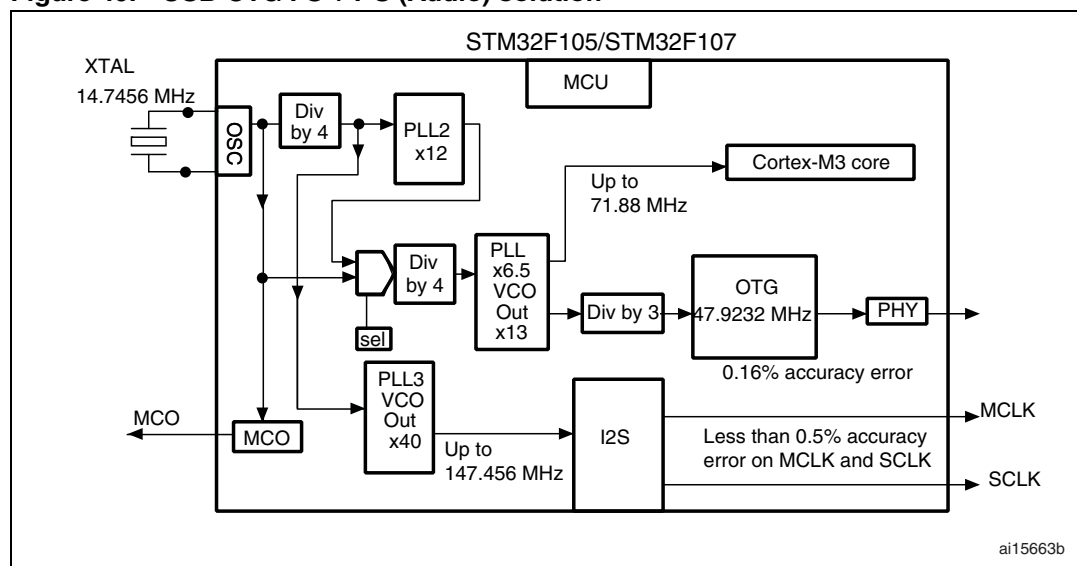 STM32F105/STM32F107
XTAL
14.7456 MHz
MCU
OSC
Div
by 4
PLL2
x12
Cortex-M3 core
Up to
71.88 MHz
Div
by 4
PLL
x6.5
VCO
Out
x13
sel
Div by 3
OTG
47.9232 MHz
PHY
0.16% accuracy error
PLL3
VCO
Out
x40
MCO
MCO
Up to
147.456 MHz
I2S
MCLK
Less than 0.5% accuracy
error on MCLK and SCLK
SCLK
ai15663b